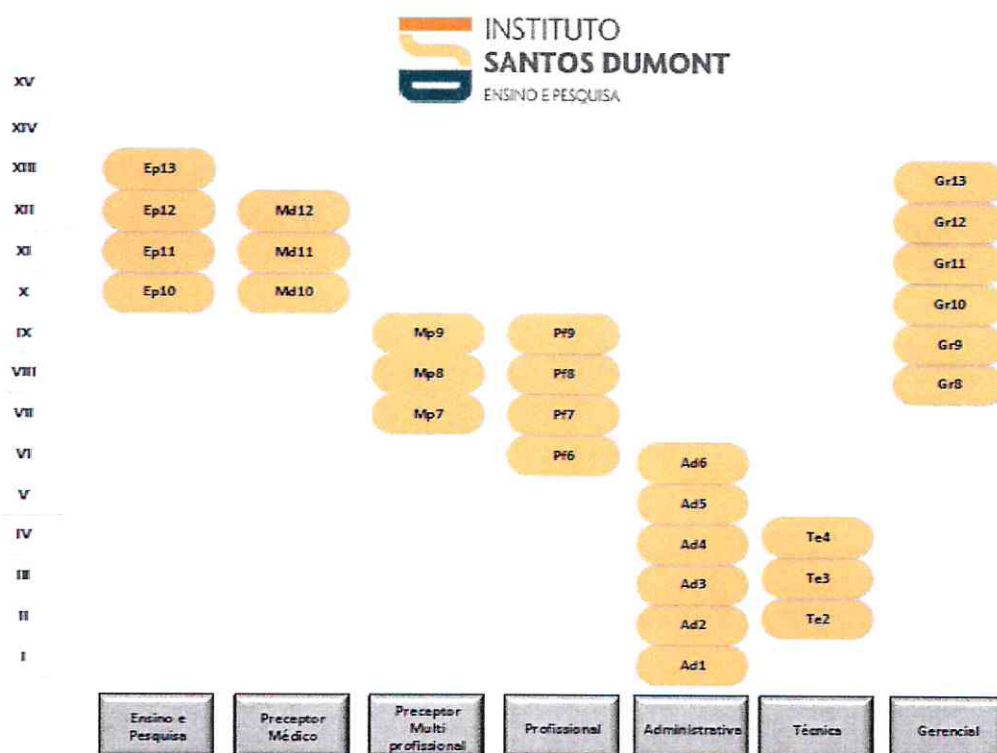 INSTITUTO
SANTOS DUMONT
ENSINO E PESQUISA
XV
XIV
XIII Ep13 Gr13
XII Ep12 Md12 Gr12
XI Ep11 Md11 Gr11
X Ep10 Md10 Gr10
IX Mp9 Pf9 Gr9
VIII Mp8 Pf8 Gr8
VII Mp7 Pf7
VI Pf6 Ad6
V Ad5
IV Ad4 Te4
III Ad3 Te3
II Ad2 Te2
I Ad1
Ensino e
Pesquisa
Preceptor
Médico
Preceptor
Multi
profissional
Profissional
Administrativa
Técnica
Gerencial